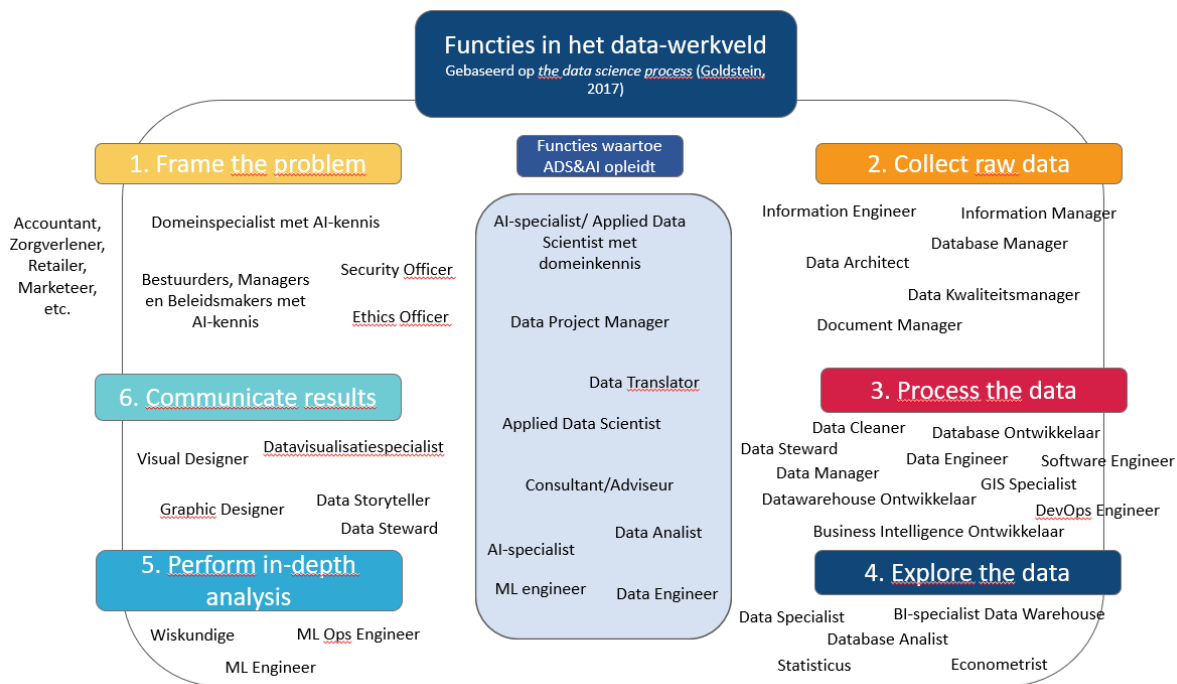 Functies in het data-werkveld
Gebaseerd op the data science process (Goldstein,
2017)
1. Frame the problem
Functies waartoe
ADS&AI opleidt
2. Collect raw data
Accountant,
Zorgverlener,
Retailer,
Marketeer,
etc.
Domeinspecialist met AI-kennis
Bestuurders, Managers
en Beleidsmakers met
AI-kennis
Security Officer
Ethics Officer
AI-specialist/ Applied Data
Scientist met
domeinkennis
Data Project Manager
Data Translator
Applied Data Scientist
Consultant/Adviseur
Data Analist
AI-specialist
ML engineer
Data Engineer
Information Engineer
Information Manager
Database Manager
Data Architect
Data Kwaliteitsmanager
Document Manager
3. Process the data
Data Cleaner
Database Ontwikkelaar
Data Steward
Data Engineer
Software Engineer
Data Manager
GIS Specialist
Datawarehouse Ontwikkelaar
DevOps Engineer
Business Intelligence Ontwikkelaar
4. Explore the data
Data Specialist
BI-specialist Data Warehouse
Database Analist
Statisticus
Econometrist
6. Communicate results
Datavisualisatiespecialist
Visual Designer
Data Storyteller
Graphic Designer
Data Steward
5. Perform in-depth
analysis
Wiskundige
ML Ops Engineer
ML Engineer